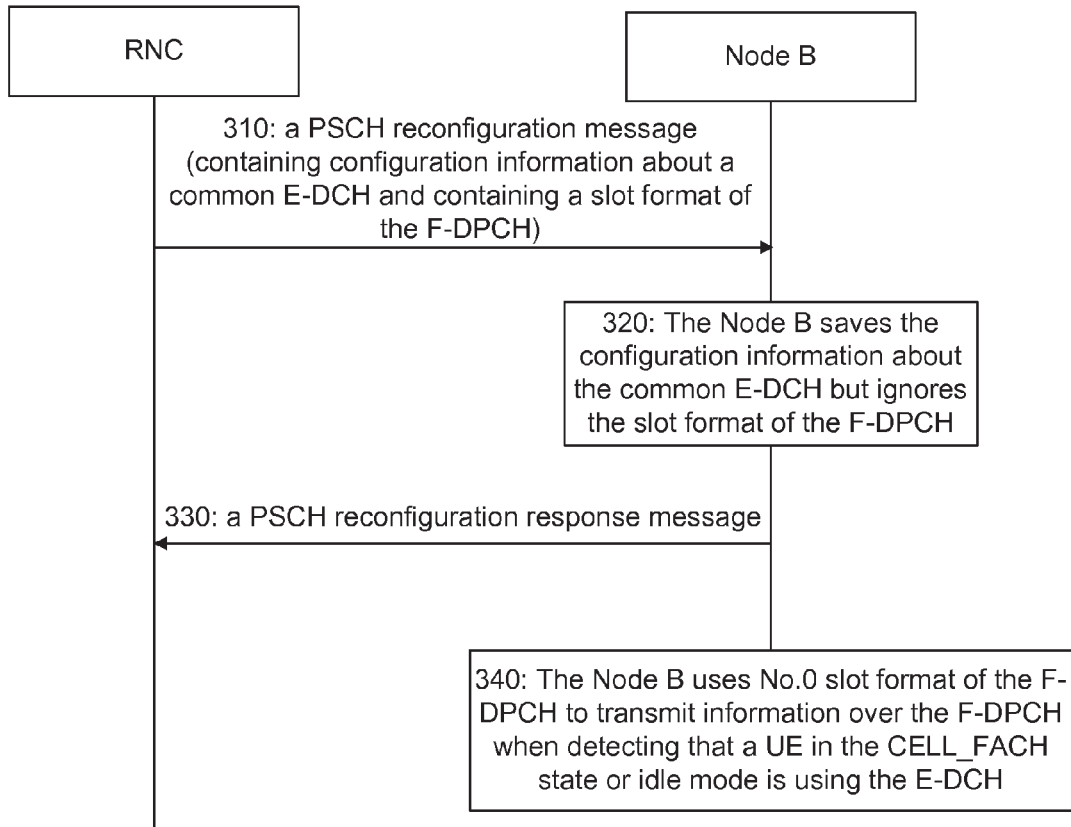 RNC
Node B
310: a PSCH reconfiguration message
(containing configuration information about a
common E-DCH and containing a slot format of
the F-DPCH)
320: The Node B saves the
configuration information about
the common E-DCH but ignores
the slot format of the F-DPCH
330: a PSCH reconfiguration response message
340: The Node B uses No.0 slot format of the F-
DPCH to transmit information over the F-DPCH
when detecting that a UE in the CELL_FACH
state or idle mode is using the E-DCH